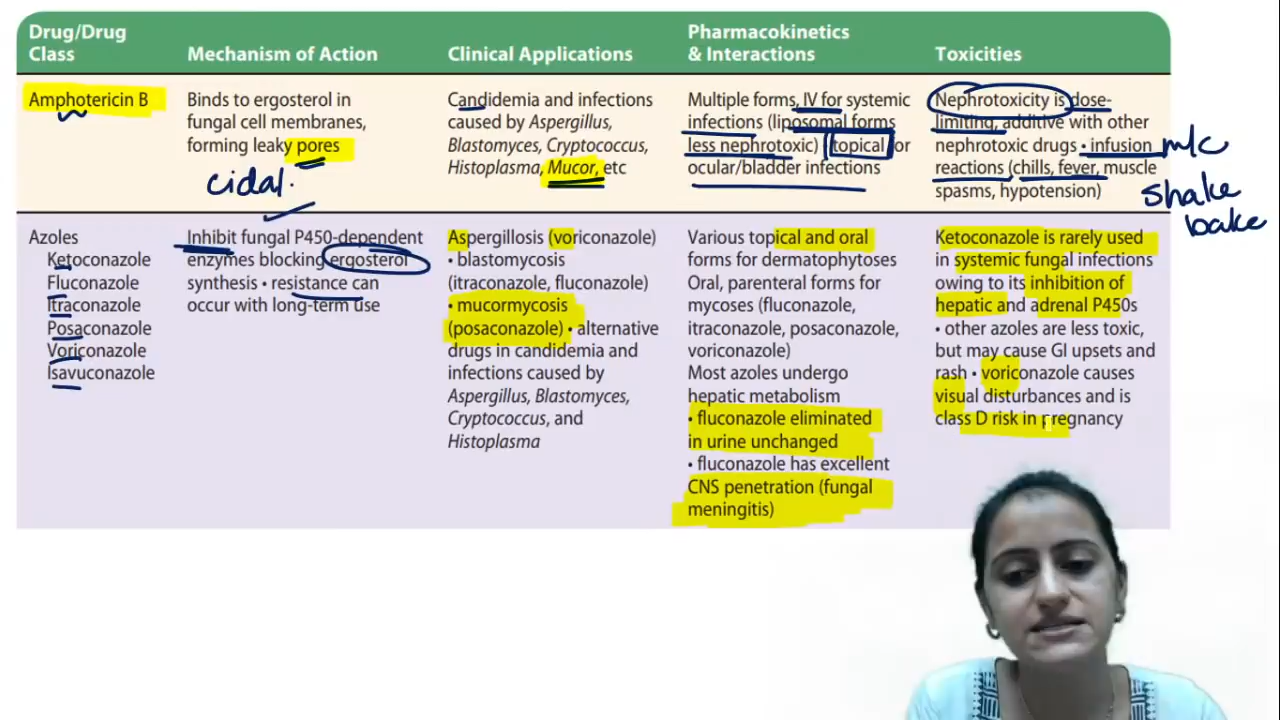 Drug/Drug
Class
Mechanism of Action
Clinical Applications
Pharmacokinetics
& Interactions
Toxicities
Amphotericin B
Binds to ergosterol in
fungal cell membranes,
forming leaky pores
cidal.
Candidemia and infections
caused by Aspergillus,
Blastomyces, Cryptococcus,
Histoplasma, Mucor, etc
Multiple forms, IV for systemic
infections (liposomal forms
less nephrotoxic) topical for
ocular/bladder infections
Nephrotoxicity is dose-
limiting, additive with other
nephrotoxic drugs • infusion
reactions (chills, fever, muscle
spasms, hypotension)
m/c
shake
bake
Azoles
Ketoconazole
Fluconazole
Itraconazole
Posaconazole
Voriconazole
Isavuconazole
Inhibit fungal P450-dependent
enzymes blocking ergosterol
synthesis • resistance can
occur with long-term use
Aspergillosis (voriconazole)
• blastomycosis
(itraconazole, fluconazole)
• mucormycosis
(posaconazole) • alternative
drugs in candidemia and
infections caused by
Aspergillus, Blastomyces,
Cryptococcus, and
Histoplasma
Various topical and oral
forms for dermatophytoses
Oral, parenteral forms for
mycoses (fluconazole,
itraconazole, posaconazole,
voriconazole)
Most azoles undergo
hepatic metabolism
• fluconazole eliminated
in urine unchanged
• fluconazole has excellent
CNS penetration (fungal
meningitis)
Ketoconazole is rarely used
in systemic fungal infections
owing to its inhibition of
hepatic and adrenal P450s
• other azoles are less toxic,
but may cause GI upsets and
rash • voriconazole causes
visual disturbances and is
class D risk in pregnancy